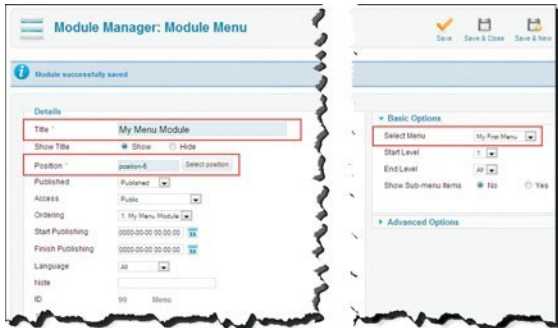 Module Manager: Module Menu
Save Save & Close Save & New
Module successfully saved
Details
Title * My Menu Module
Show Title Show Hide
Position * position-8 Select position
Published Published
Access Public
Ordering 1. My Menu Module
Start Publishing 0000-00-00 00:00:00
Finish Publishing 0000-00-00 00:00:00
Language All
Note
ID 99 Menu
Basic Options
Select Menu My First Menu
Start Level 1
End Level All
Show Sub-menu Items No Yes
Advanced Options